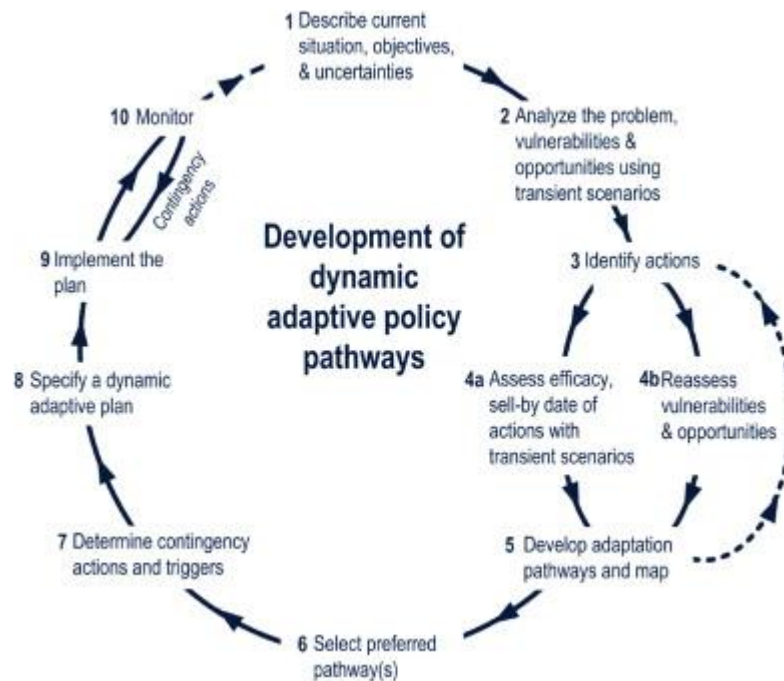 1 Describe current
situation, objectives,
& uncertainties
2 Analyze the problem,
vulnerabilities &
opportunities using
transient scenarios
3 Identify actions
4a Assess efficacy,
sell-by date of
actions with
transient scenarios
4b Reassess
vulnerabilities
& opportunities
5 Develop adaptation
pathways and map
6 Select preferred
pathway(s)
7 Determine contingency
actions and triggers
8 Specify a dynamic
adaptive plan
9 Implement the
plan
10 Monitor
Contingency
actions
Development of
dynamic
adaptive policy
pathways